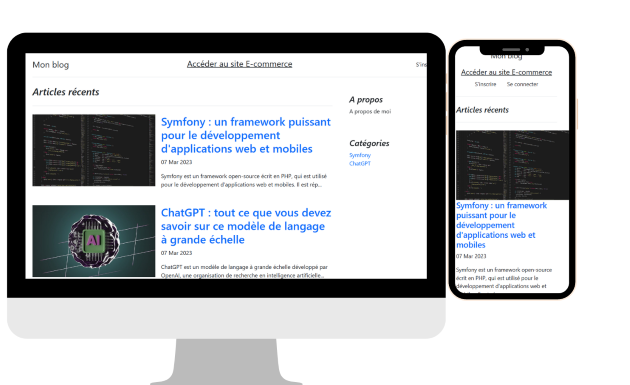 Mon blog
Accéder au site E-commerce
S'ins
Articles récents
Symfony : un framework puissant
pour le développement
d'applications web et mobiles
07 Mar 2023
Symfony est un framework open-source écrit en PHP, qui est utilisé
pour le développement d'applications web et mobiles. Il est rép...
ChatGPT : tout ce que vous devez
savoir sur ce modèle de langage
à grande échelle
07 Mar 2023
ChatGPT est un modèle de langage à grande échelle développé par
OpenAI, une organisation de recherche en intelligence artificielle...
AI
A propos
A propos de moi
Catégories
Symfony
ChatGPT
Mon blog
Accéder au site E-commerce
S'inscrire Se connecter
Articles récents
Symfony : un framework
puissant pour le
développement
d'applications web et
mobiles
07 Mar 2023
Symfony est un framework open-source
écrit en PHP, qui est utilisé pour le
développement d'applications web et